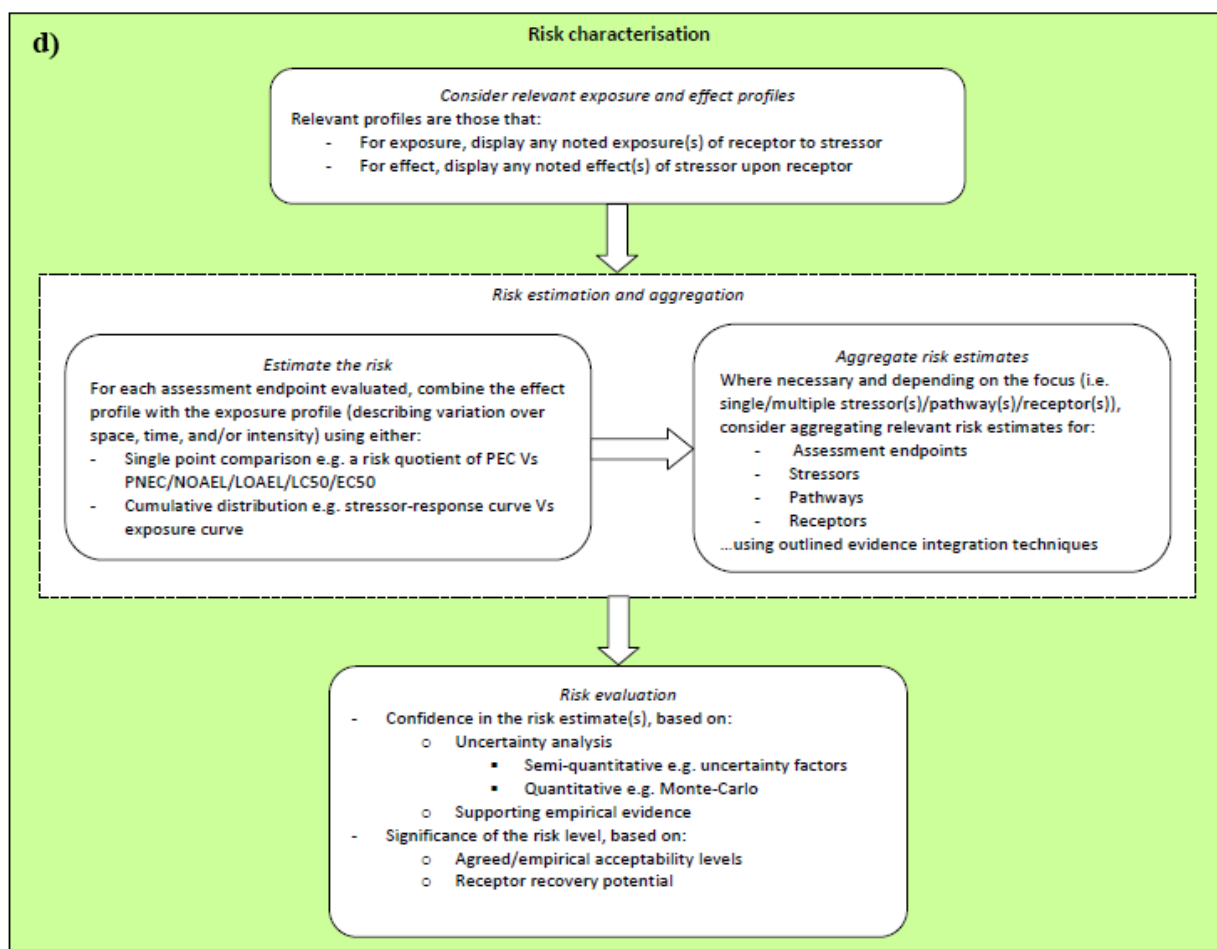 d)
Risk characterisation
Consider relevant exposure and effect profiles
Relevant profiles are those that:
- For exposure, display any noted exposure(s) of receptor to stressor
- For effect, display any noted effect(s) of stressor upon receptor
Risk estimation and aggregation
Estimate the risk
For each assessment endpoint evaluated, combine the effect
profile with the exposure profile (describing variation over
space, time, and/or intensity) using either:
- Single point comparison e.g. a risk quotient of PEC Vs
PNEC/NOAEL/LOAEL/LC50/EC50
- Cumulative distribution e.g. stressor-response curve Vs
exposure curve
Aggregate risk estimates
Where necessary and depending on the focus (i.e.
single/multiple stressor(s)/pathway(s)/receptor(s)),
consider aggregating relevant risk estimates for:
- Assessment endpoints
- Stressors
- Pathways
- Receptors
...using outlined evidence integration techniques
Risk evaluation
- Confidence in the risk estimate(s), based on:
o Uncertainty analysis
▪ Semi-quantitative e.g. uncertainty factors
▪ Quantitative e.g. Monte-Carlo
o Supporting empirical evidence
- Significance of the risk level, based on:
o Agreed/empirical acceptability levels
o Receptor recovery potential